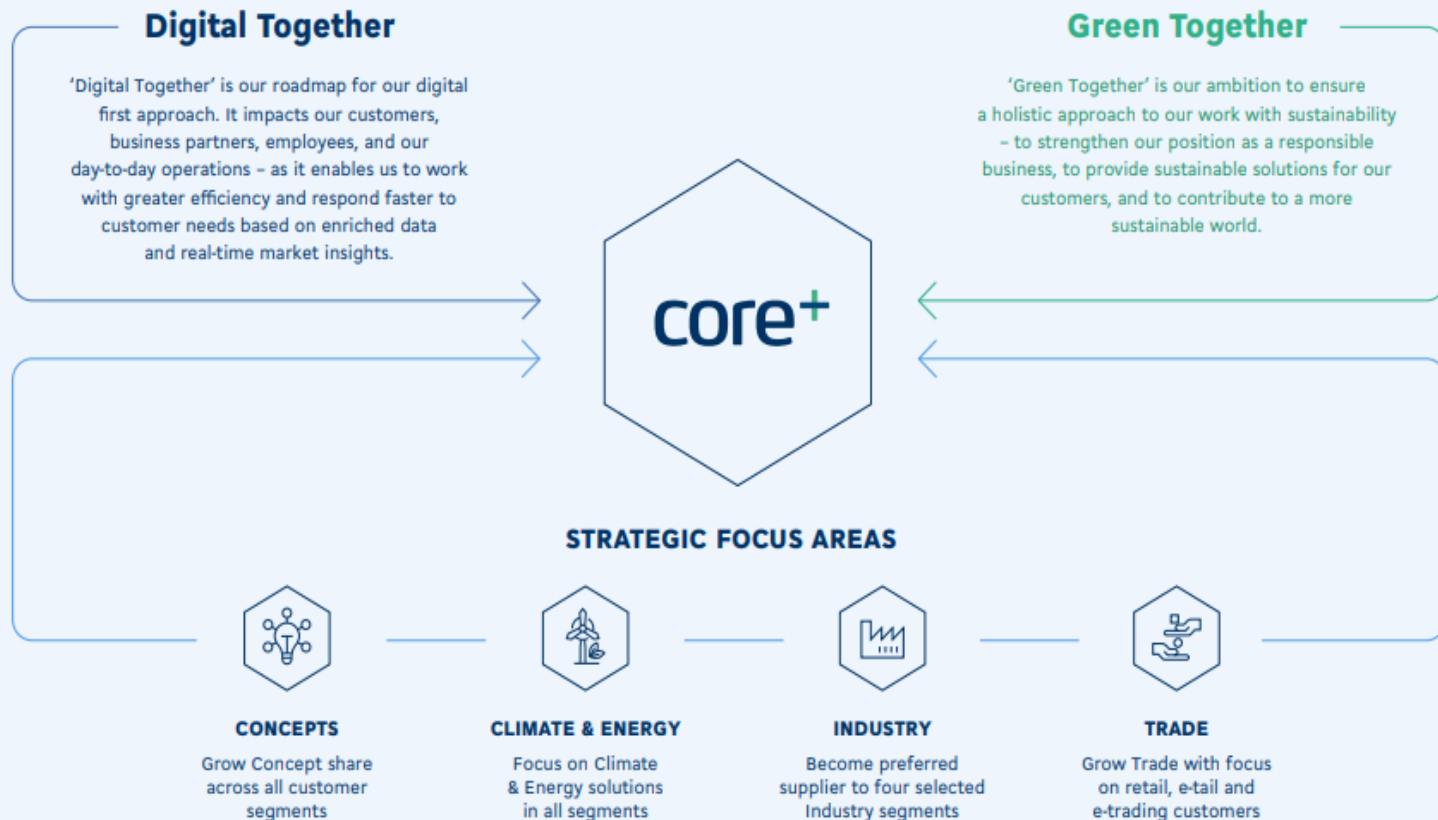 Digital Together
‘Digital Together’ is our roadmap for our digital
first approach. It impacts our customers,
business partners, employees, and our
day-to-day operations – as it enables us to work
with greater efficiency and respond faster to
customer needs based on enriched data
and real-time market insights.
Green Together
‘Green Together’ is our ambition to ensure
a holistic approach to our work with sustainability
– to strengthen our position as a responsible
business, to provide sustainable solutions for our
customers, and to contribute to a more
sustainable world.
core+
STRATEGIC FOCUS AREAS
CONCEPTS
Grow Concept share
across all customer
segments
CLIMATE & ENERGY
Focus on Climate
& Energy solutions
in all segments
INDUSTRY
Become preferred
supplier to four selected
Industry segments
TRADE
Grow Trade with focus
on retail, e-tail and
e-trading customers